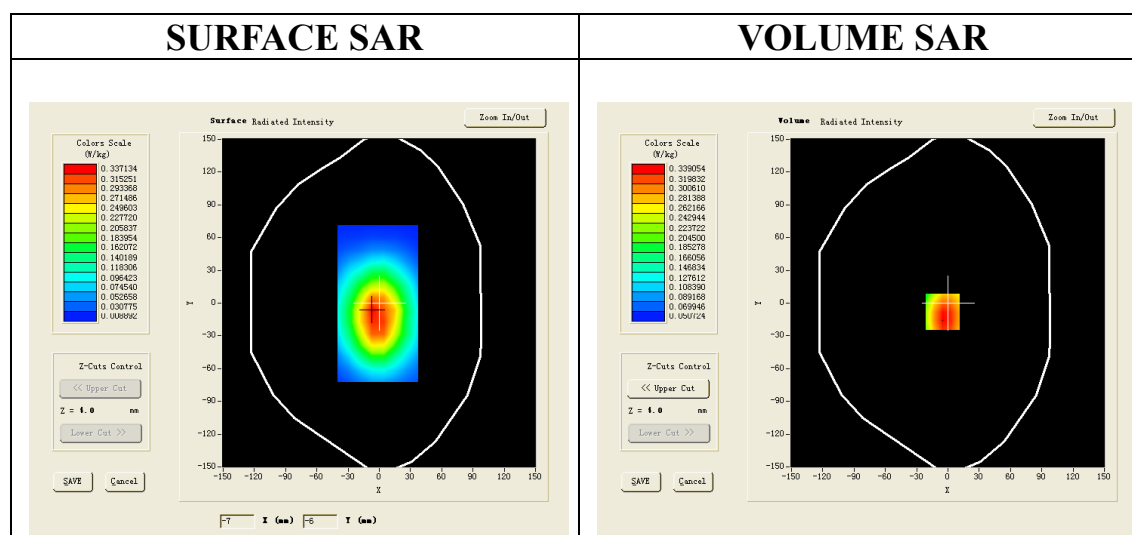 SURFACE SAR
VOLUME SAR
Surface Radiated Intensity
Zoom In/Out
Colors Scale
(W/kg)
0.337134
0.315251
0.293368
0.271486
0.249603
0.227720
0.205837
0.183954
0.162072
0.140189
0.118306
0.096423
0.074540
0.052658
0.030775
0.008892
150
120
90
60
30
0
-30
-60
-90
-120
-150
Y
-150 -120 -90 -60 -30 0 30 60 90 120 150
X
Z-Cuts Control
<< Upper Cut
Z = 4.0 mm
Lower Cut >>
SAVE Cancel
-7 X (mm) -6 Y (mm)
Volume Radiated Intensity
Zoom In/Out
Colors Scale
(W/kg)
0.339054
0.319832
0.300610
0.281388
0.262166
0.242944
0.223722
0.204500
0.185278
0.166056
0.146834
0.127612
0.108390
0.089168
0.069946
0.050724
150
120
90
60
30
0
-30
-60
-90
-120
-150
Y
-150 -120 -90 -60 -30 0 30 60 90 120 150
X
Z-Cuts Control
<< Upper Cut
Z = 4.0 mm
Lower Cut >>
SAVE Cancel